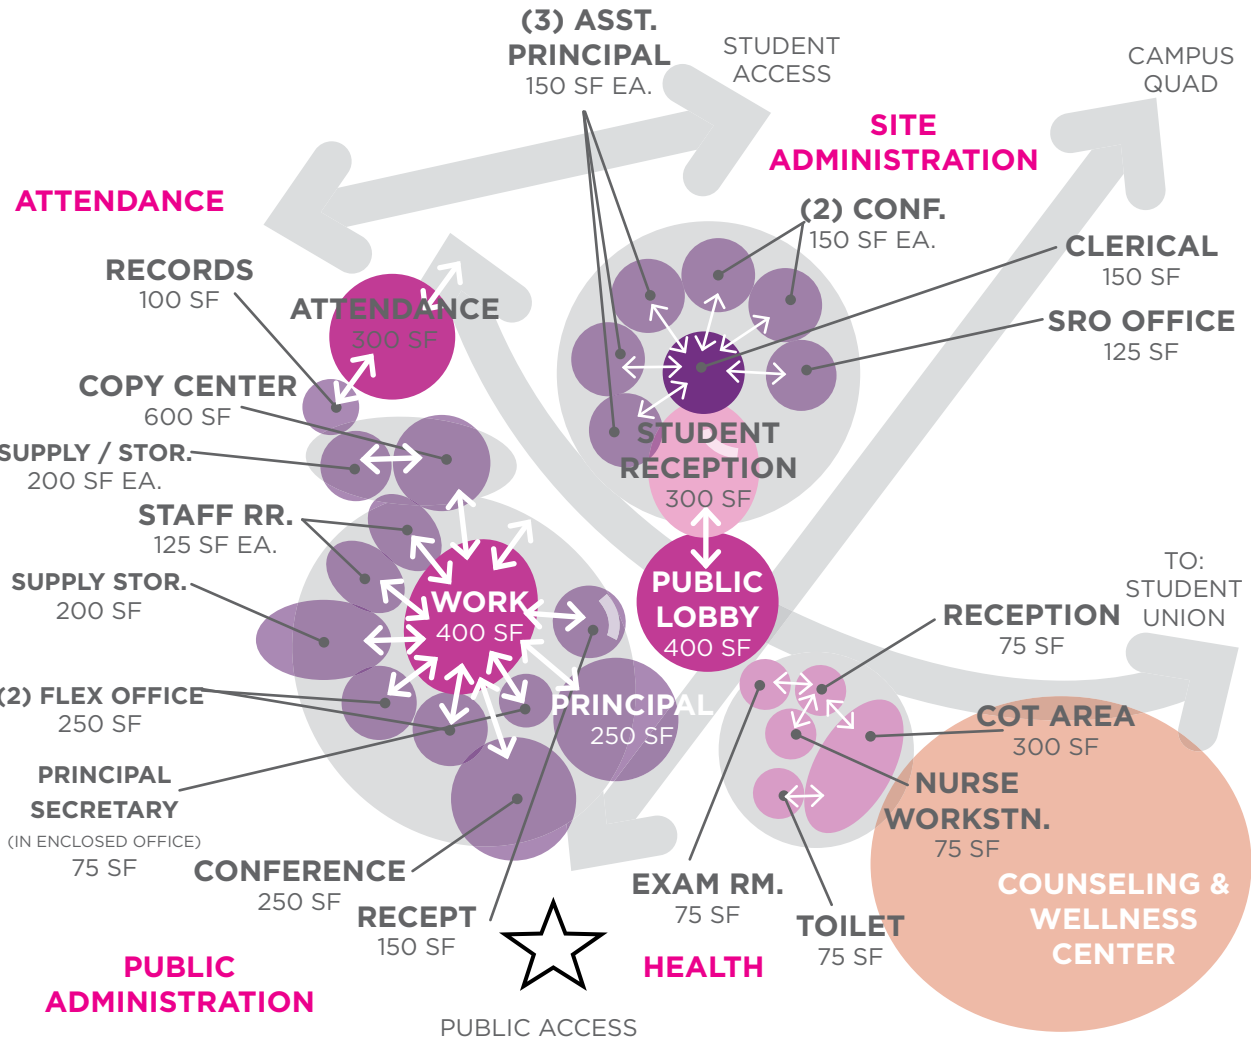 (3) ASST.
PRINCIPAL
150 SF EA.
STUDENT
ACCESS
CAMPUS
QUAD
SITE
ADMINISTRATION
ATTENDANCE
(2) CONF.
150 SF EA.
CLERICAL
150 SF
RECORDS
100 SF
ATTENDANCE
300 SF
SRO OFFICE
125 SF
COPY CENTER
600 SF
STUDENT
RECEPTION
300 SF
SUPPLY / STOR.
200 SF EA.
STAFF RR.
125 SF EA.
SUPPLY STOR.
200 SF
WORK
400 SF
PUBLIC
LOBBY
400 SF
TO:
STUDENT
UNION
RECEPTION
75 SF
(2) FLEX OFFICE
250 SF
PRINCIPAL
250 SF
COT AREA
300 SF
PRINCIPAL
SECRETARY
(IN ENCLOSED OFFICE)
75 SF
NURSE
WORKSTN.
75 SF
CONFERENCE
250 SF
RECEPT
150 SF
EXAM RM.
75 SF
TOILET
75 SF
COUNSELING &
WELLNESS
CENTER
PUBLIC
ADMINISTRATION
HEALTH
PUBLIC ACCESS